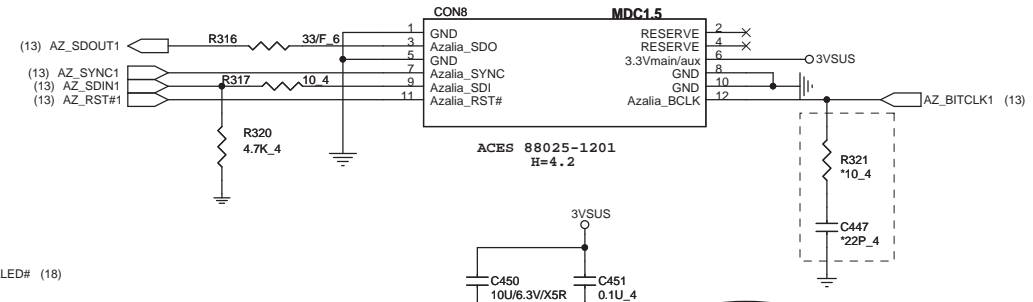 CON8 MDC1.5
(13) AZ_SDOUT1 R316 33/F_6 1 GND RESERVE 2
3 Azalia_SDO RESERVE 4
5 GND 3.3Vmain/aux 6 3VSUS
(13) AZ_SYNC1 7 Azalia_SYNC GND 8
(13) AZ_SDIN1 R317 10_4 9 Azalia_SDI GND 10
(13) AZ_RST#1 11 Azalia_RST# Azalia_BCLK 12 AZ_BITCLK1 (13)
R320
4.7K_4
ACES 88025-1201
H=4.2
R321
*10_4
C447
*22P_4
3VSUS
LED# (18)
C450
10U/6.3V/X5R
C451
0.1U_4